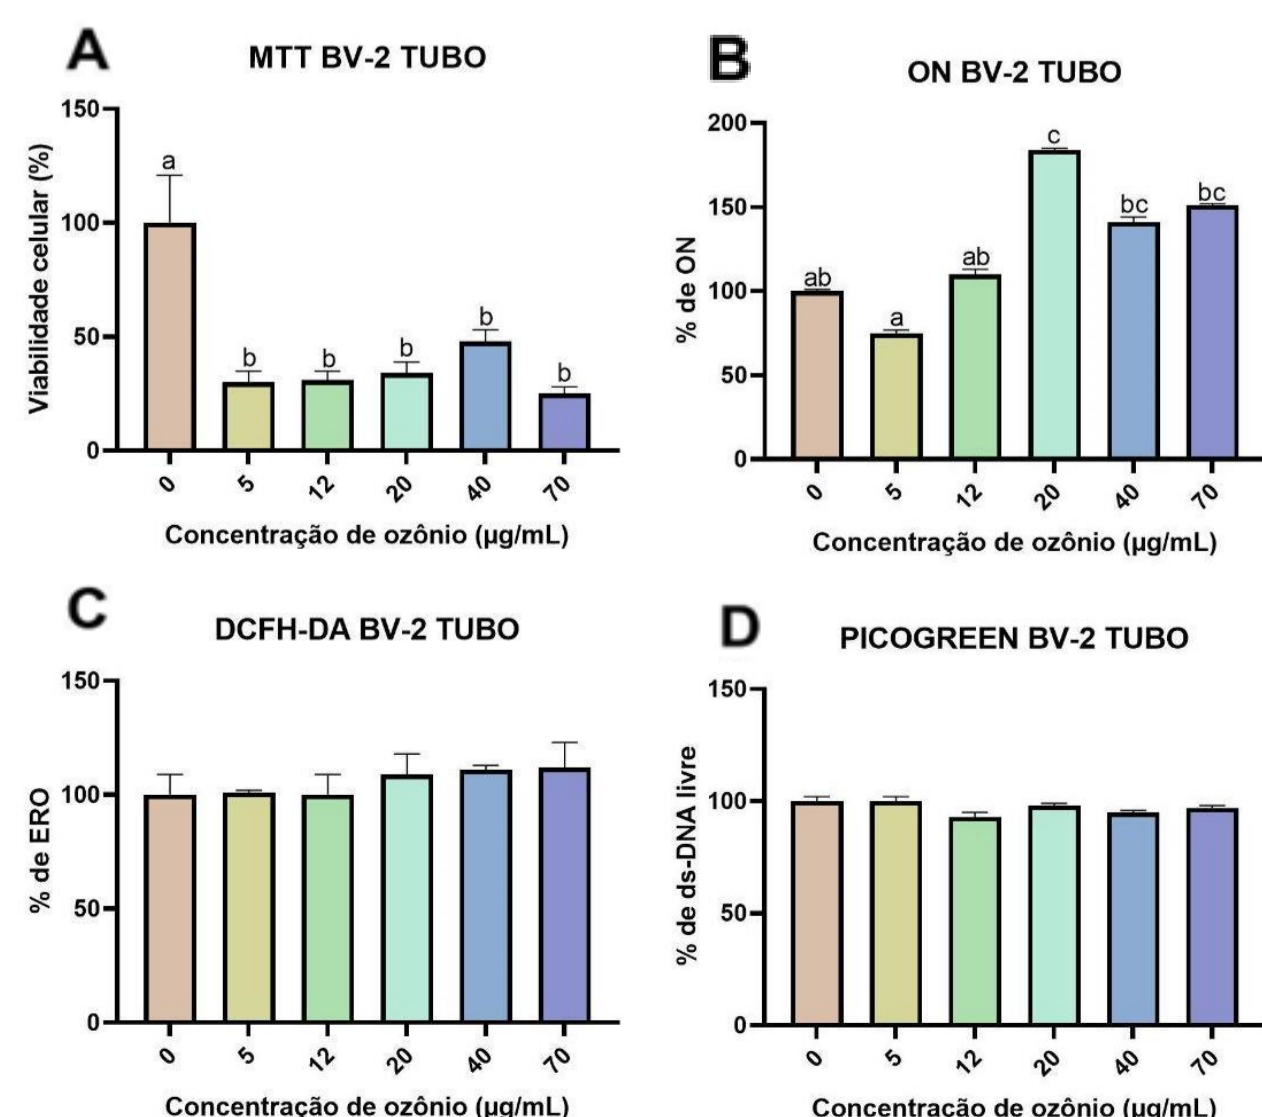 A
MTT BV-2 TUBO
Viabilidade celular (%)
150
100
50
0
a
b
b
b
b
b
0 5 12 20 40 70
Concentração de ozônio (µg/mL)
B
ON BV-2 TUBO
% de ON
200
150
100
50
0
ab
a
ab
c
bc
bc
0 5 12 20 40 70
Concentração de ozônio (µg/mL)
C
DCFH-DA BV-2 TUBO
% de ERO
150
100
50
0
0 5 12 20 40 70
Concentração de ozônio (µg/mL)
D
PICOGREEN BV-2 TUBO
% de ds-DNA livre
150
100
50
0
0 5 12 20 40 70
Concentração de ozônio (µg/mL)